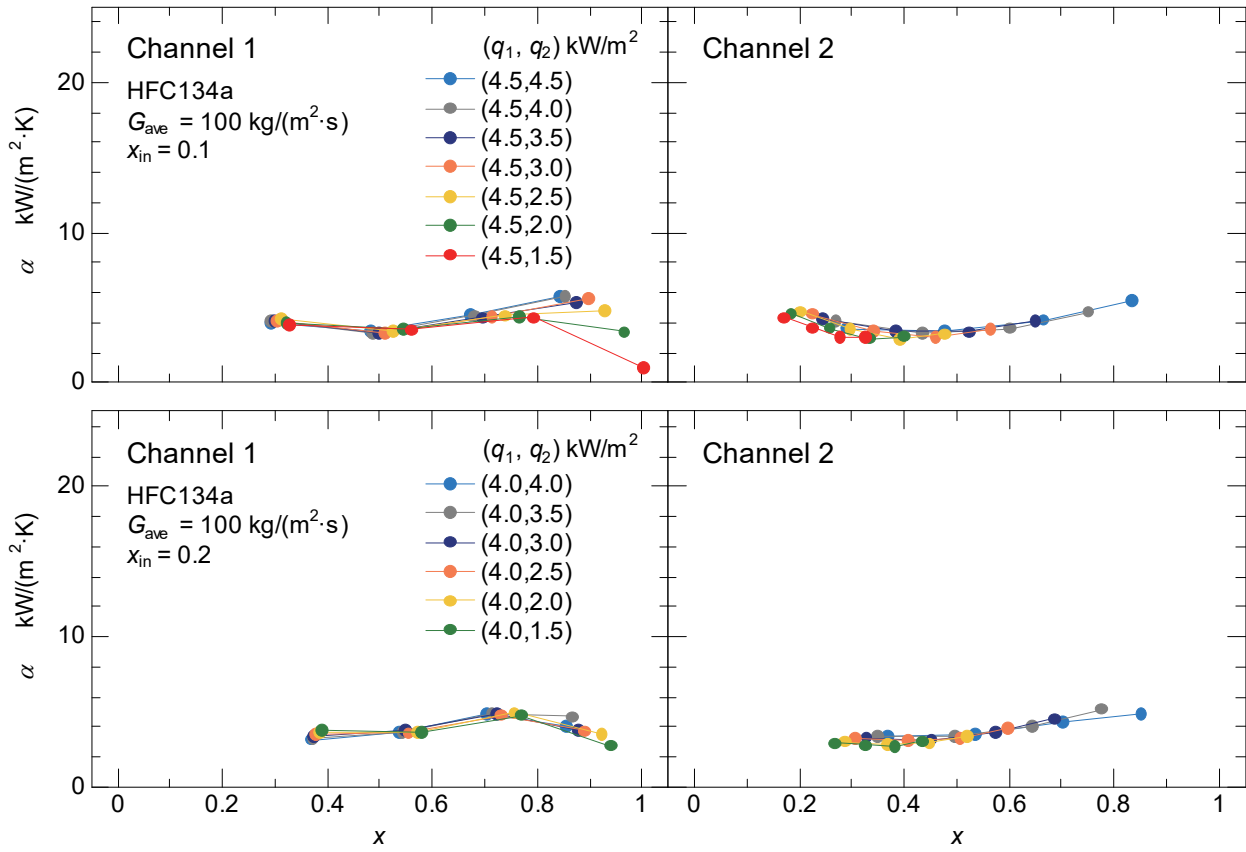 Channel 1
HFC134a
G_ave = 100 kg/(m²·s)
x_in = 0.1
(q₁, q₂) kW/m²
(4.5,4.5)
(4.5,4.0)
(4.5,3.5)
(4.5,3.0)
(4.5,2.5)
(4.5,2.0)
(4.5,1.5)
Channel 2
20
10
0
α kW/(m²·K)
Channel 1
HFC134a
G_ave = 100 kg/(m²·s)
x_in = 0.2
(q₁, q₂) kW/m²
(4.0,4.0)
(4.0,3.5)
(4.0,3.0)
(4.0,2.5)
(4.0,2.0)
(4.0,1.5)
Channel 2
20
10
0
α kW/(m²·K)
0 0.2 0.4 0.6 0.8 1
0 0.2 0.4 0.6 0.8 1
x
x